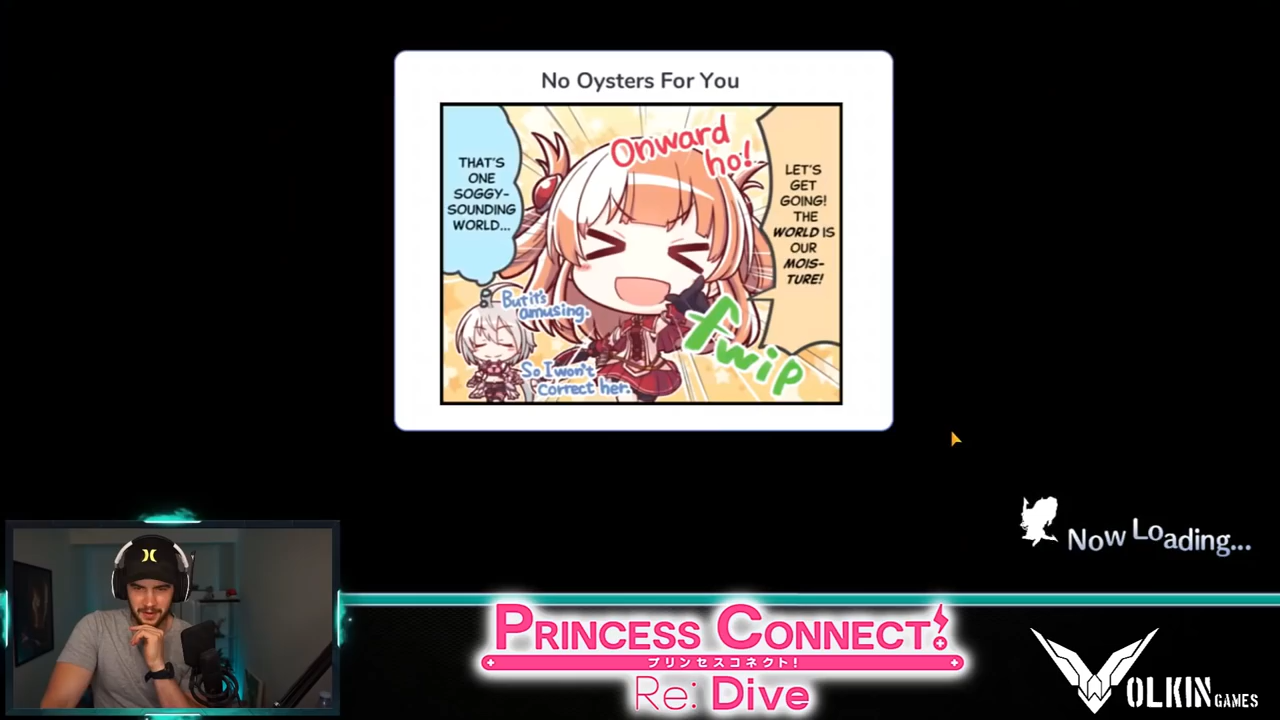 No Oysters For You
Onward
ho!
THAT'S
ONE
SOGGY-
SOUNDING
WORLD...
LET'S
GET
GOING!
THE
WORLD IS
OUR
MOIS-
TURE!
But it's
amusing.
So I won't
correct her.
fwip
Now Loading...
PRINCESS CONNECT!
プリンセスコネクト!
Re: Dive
VOLKIN GAMES